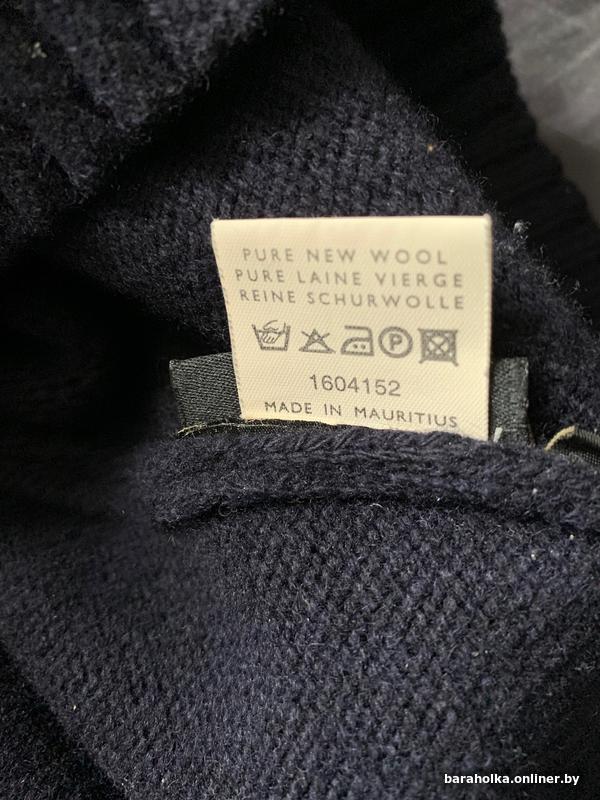 PURE NEW WOOL
PURE LAINE VIERGE
REINE SCHURWOLLE
P
1604152
MADE IN MAURITIUS
baraholka.onliner.by